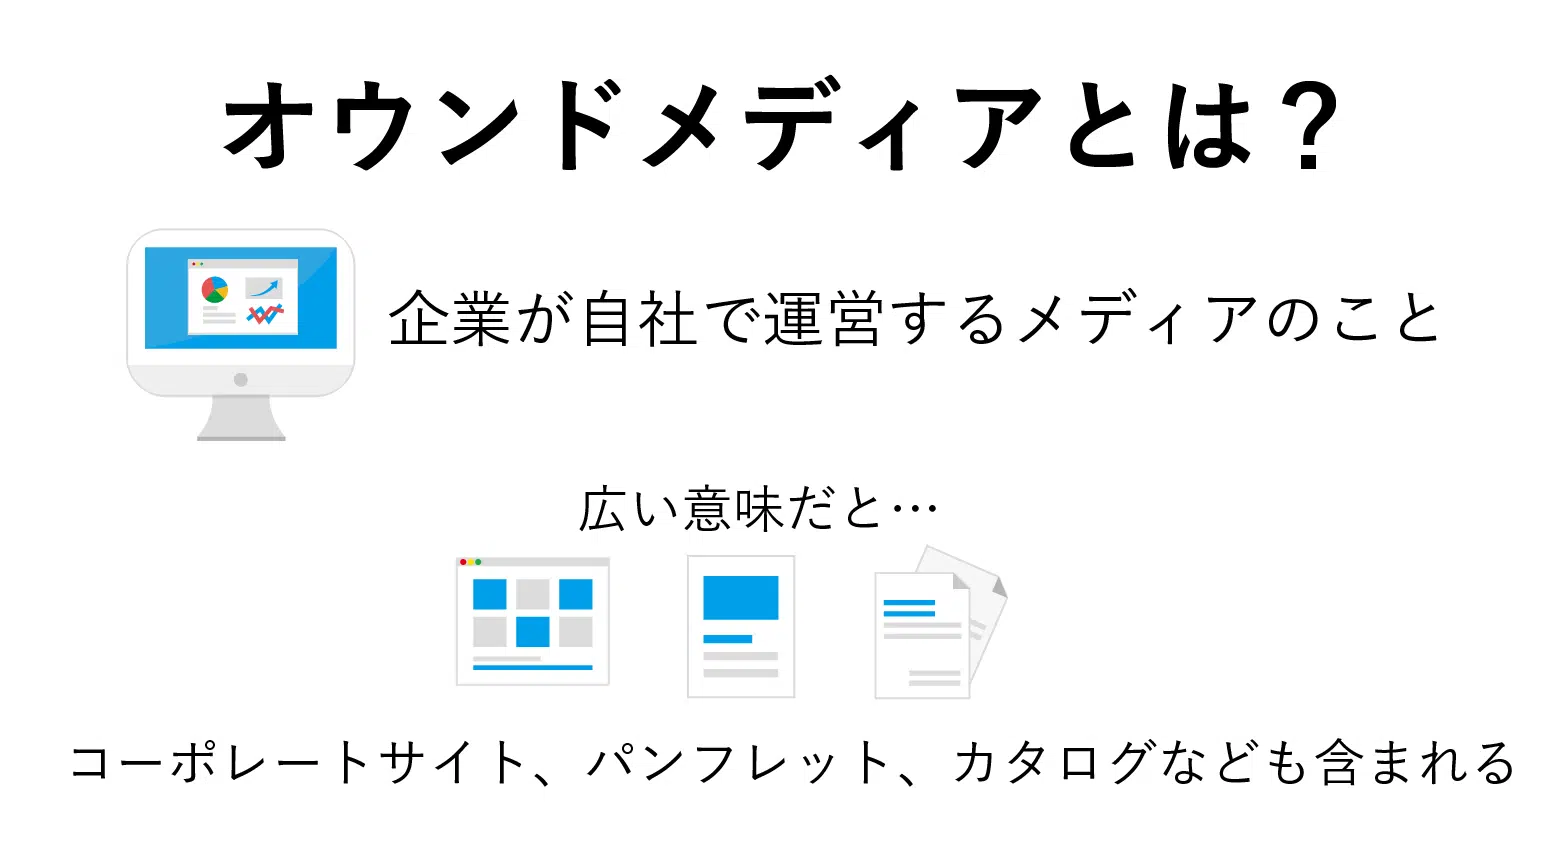 オウンドメディアとは？
企業が自社で運営するメディアのこと
広い意味だと…
コーポレートサイト、パンフレット、カタログなども含まれる